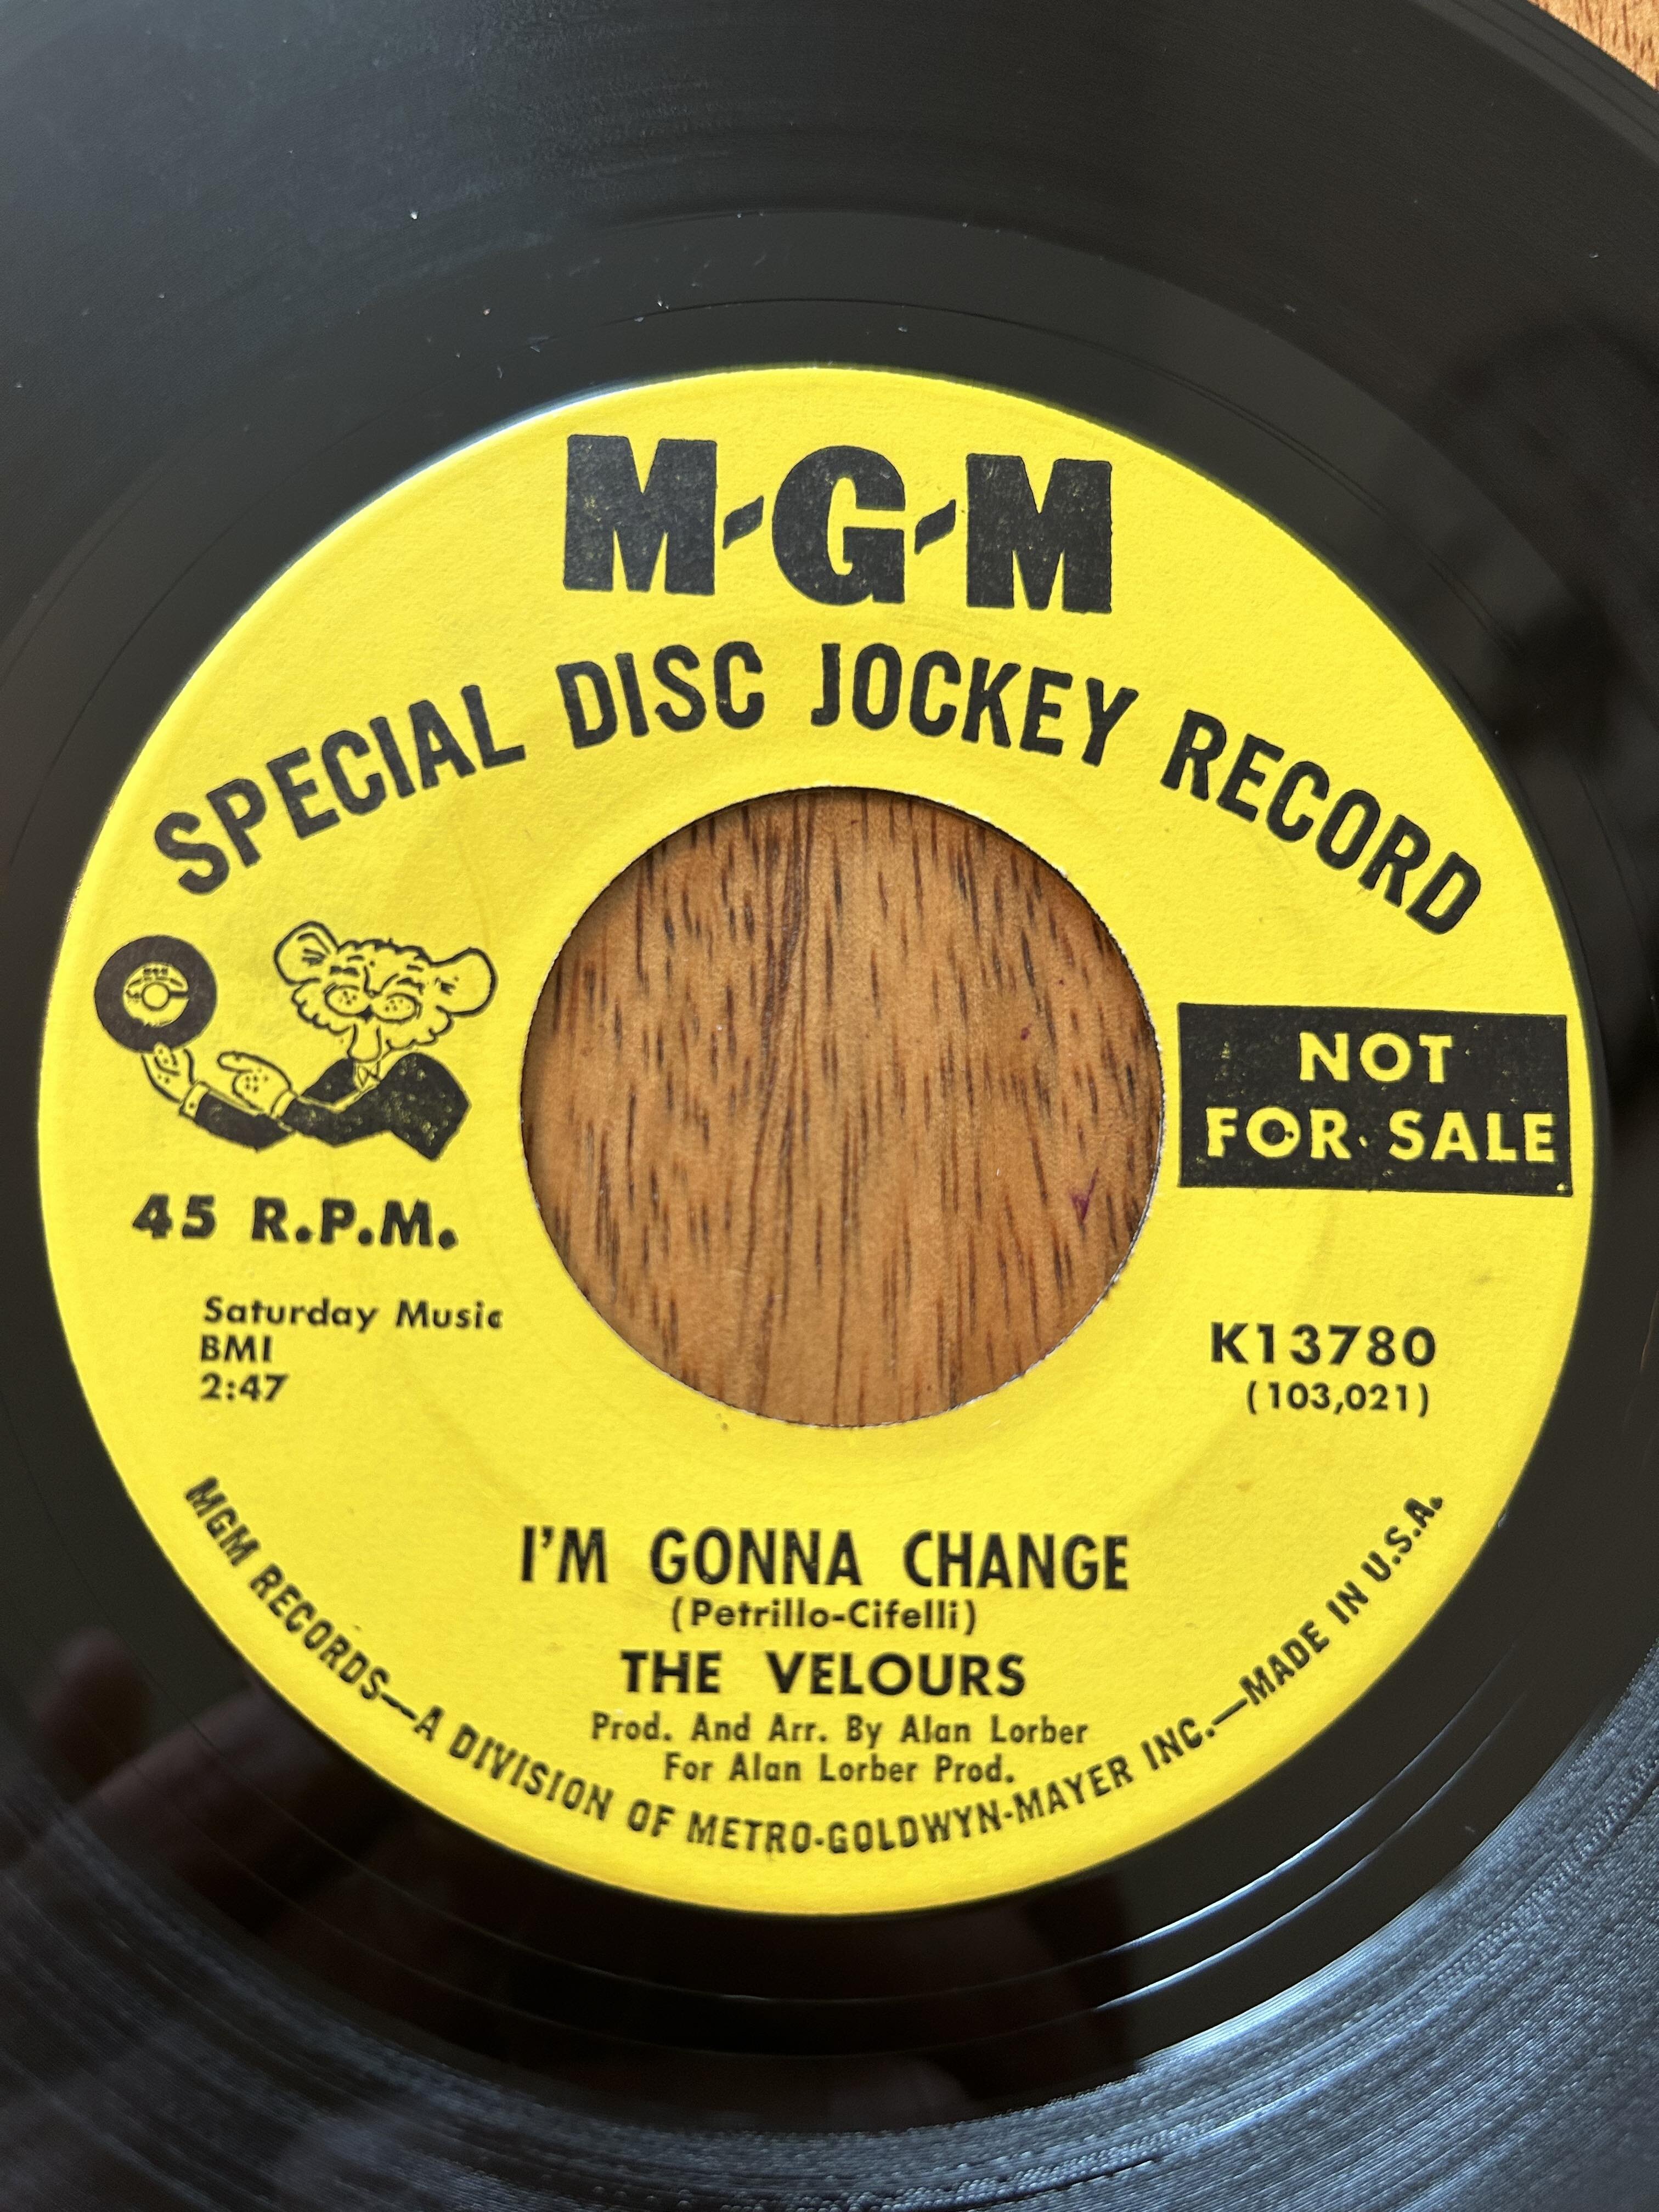 M-G-M
SPECIAL DISC JOCKEY RECORD
NOT
FOR SALE
45 R.P.M.
Saturday Music
BMI
2:47
K13780
(103,021)
I'M GONNA CHANGE
(Petrillo-Cifelli)
THE VELOURS
Prod. And Arr. By Alan Lorber
For Alan Lorber Prod.
MGM RECORDS—A DIVISION OF METRO-GOLDWYN-MAYER INC.—MADE IN U.S.A.